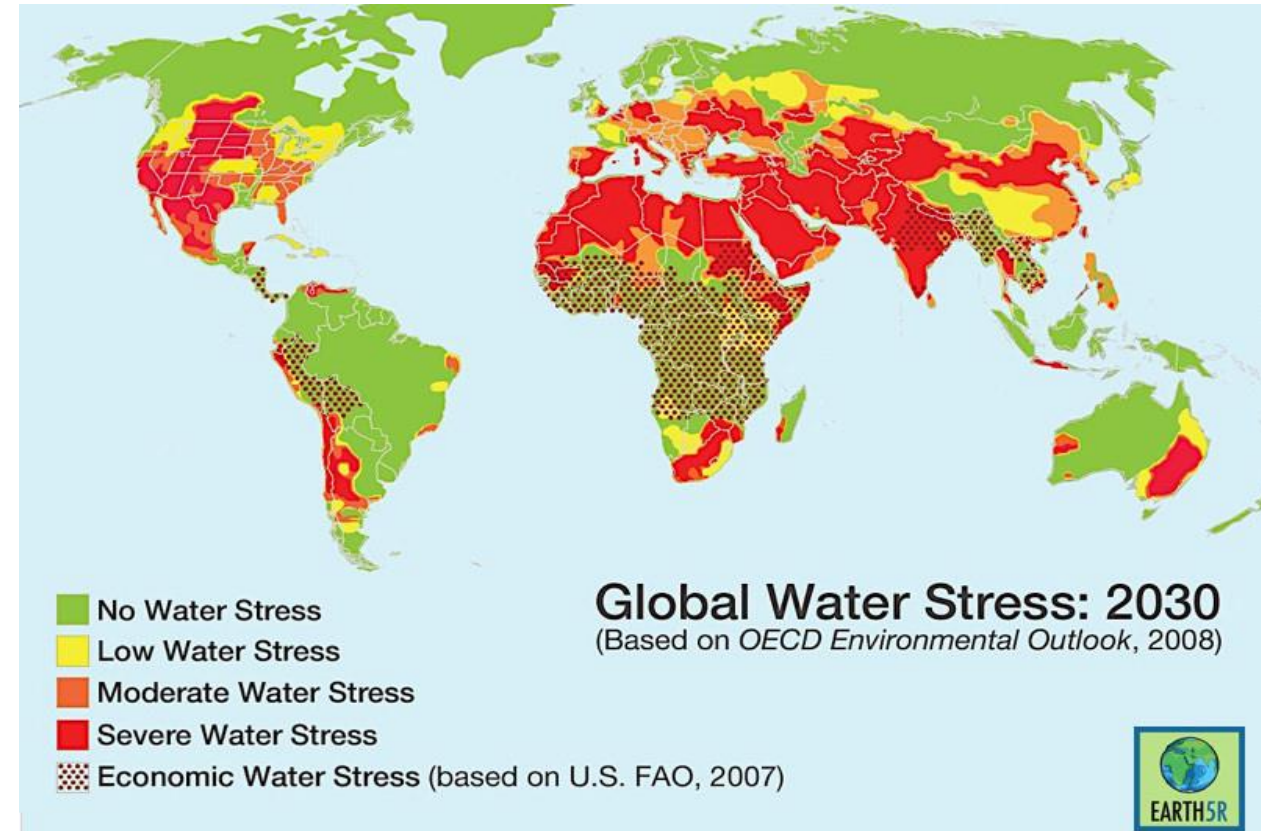 Global Water Stress: 2030
(Based on OECD Environmental Outlook, 2008)
No Water Stress
Low Water Stress
Moderate Water Stress
Severe Water Stress
Economic Water Stress (based on U.S. FAO, 2007)
EARTH5R